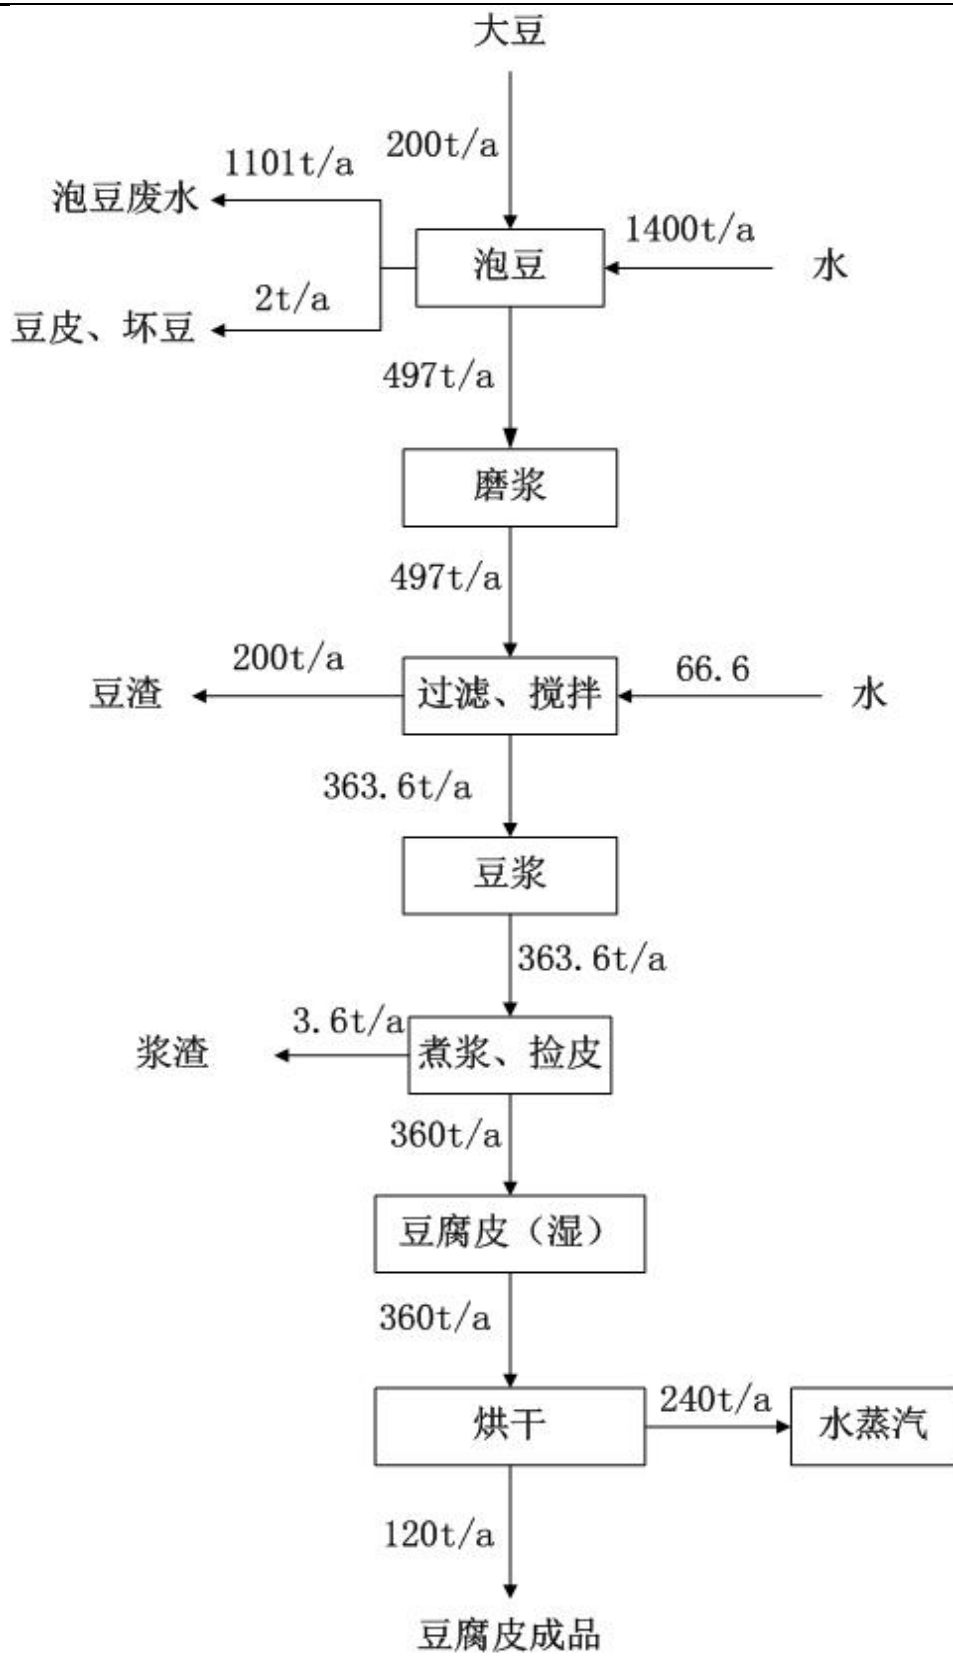 大豆
200t/a
1101t/a
泡豆废水
1400t/a
泡豆
水
2t/a
豆皮、坏豆
497t/a
磨浆
497t/a
200t/a
66.6
豆渣
过滤、搅拌
水
363.6t/a
豆浆
363.6t/a
3.6t/a
浆渣
煮浆、捡皮
360t/a
豆腐皮（湿）
360t/a
240t/a
烘干
水蒸汽
120t/a
豆腐皮成品